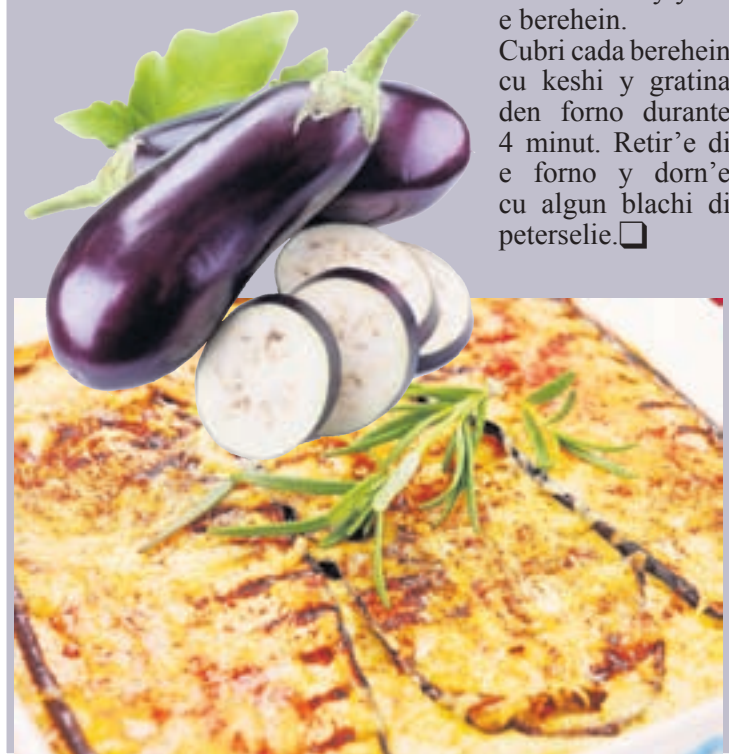 e berehein.
Cubri cada berehein
cu keshi y gratina
den forno durante
4 minut. Retir’e di
e forno y dorn’e
cu algun blachi di
peterselie.❑